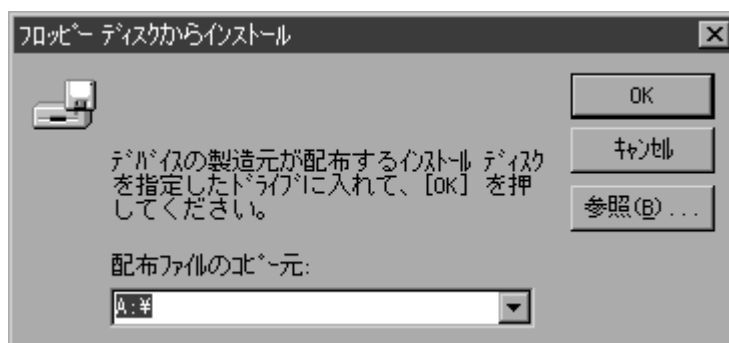 ﾌﾛｯﾋﾟｰ ﾃﾞｨｽｸからｲﾝｽﾄｰﾙ
OK
ﾃﾞﾊﾞｲｽの製造元が配布するｲﾝｽﾄｰﾙ ﾃﾞｨｽｸ
を指定したﾄﾞﾗｲﾌﾞに入れて、[OK] を押
してください。
ｷｬﾝｾﾙ
参照(B)...
配布ﾌｧｲﾙのｺﾋﾟｰ元:
A:¥